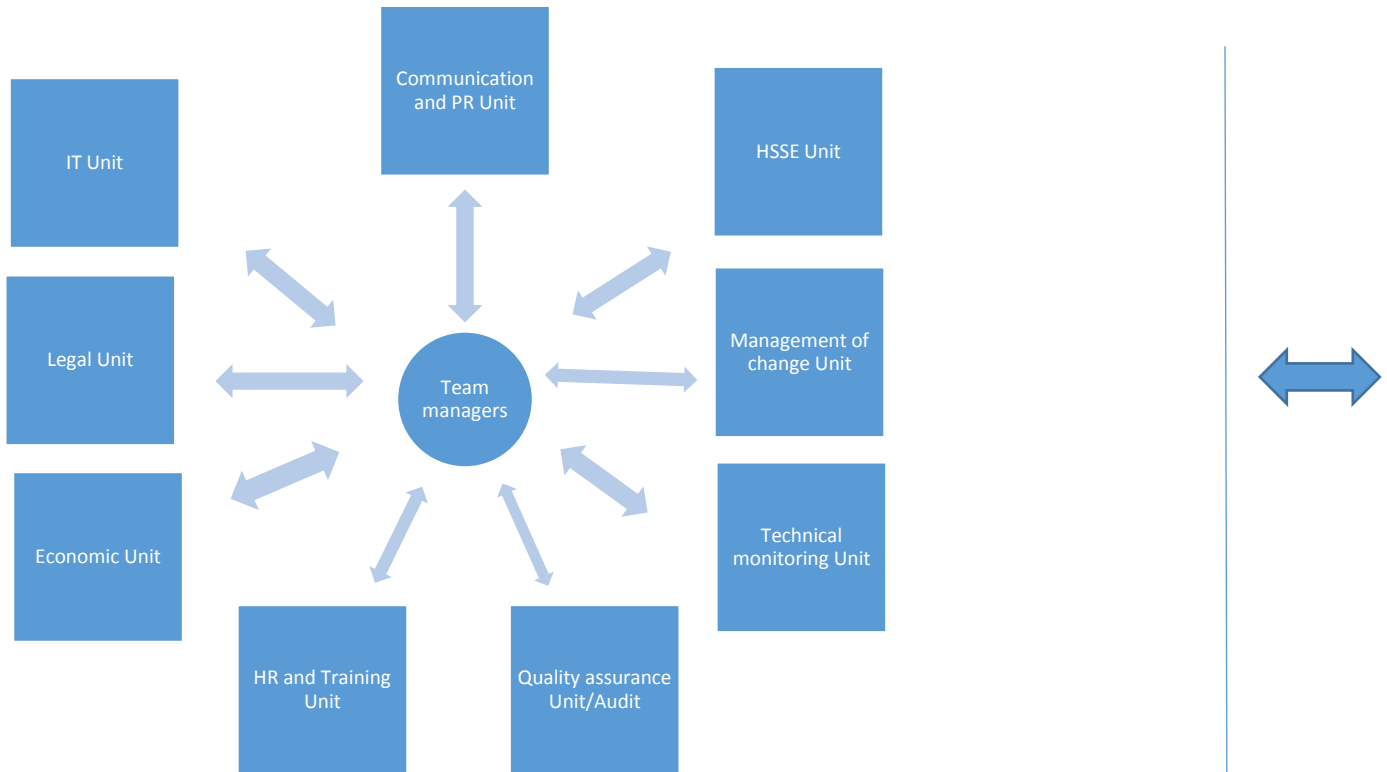 Communication
and PR Unit
IT Unit
HSSE Unit
Legal Unit
Management of
change Unit
Team
managers
Economic Unit
Technical
monitoring Unit
HR and Training
Unit
Quality assurance
Unit/Audit